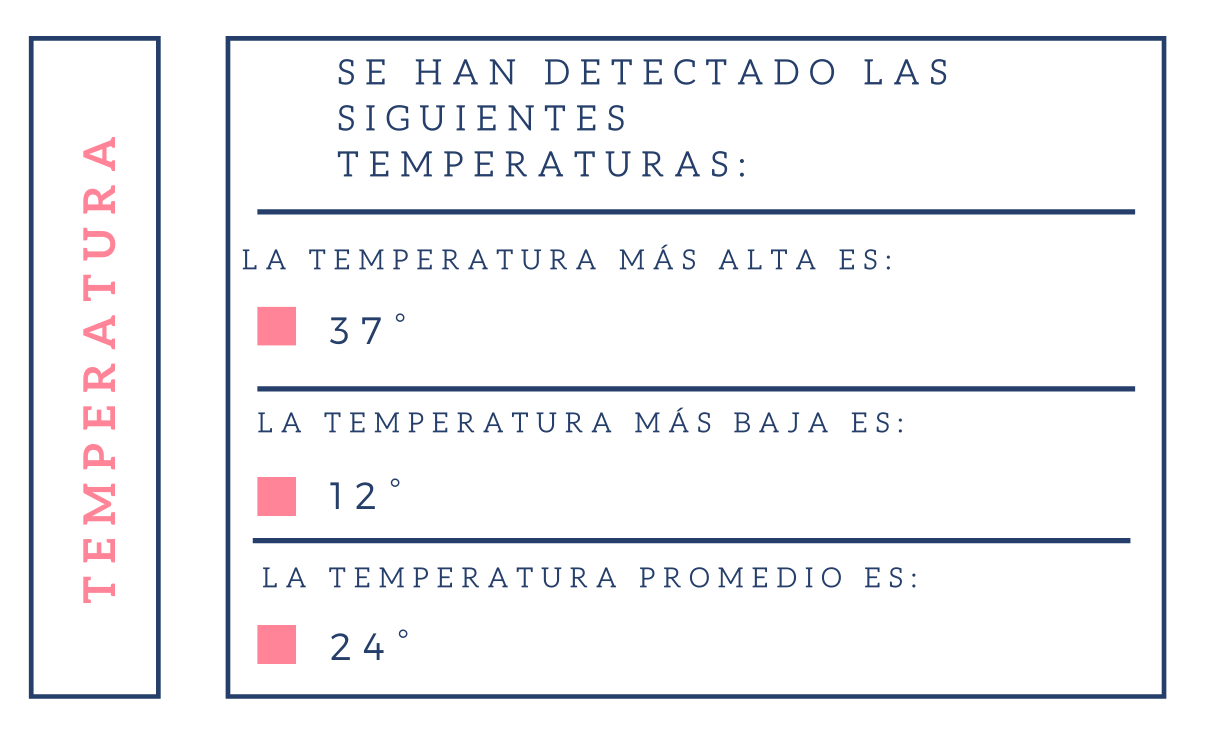 TEMPERATURA
SE HAN DETECTADO LAS
SIGUIENTES
TEMPERATURAS:
LA TEMPERATURA MÁS ALTA ES:
37°
LA TEMPERATURA MÁS BAJA ES:
12°
LA TEMPERATURA PROMEDIO ES:
24°